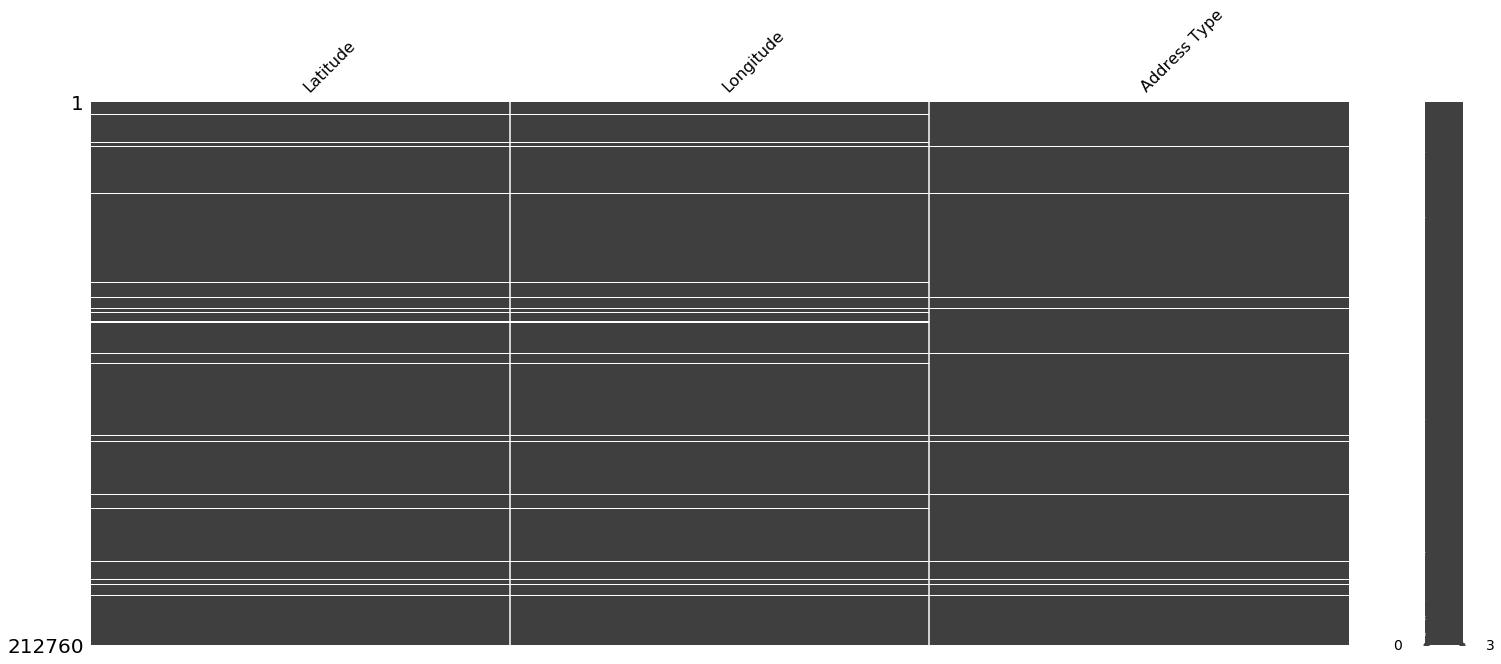 Latitude
Longitude
Address Type
1
212760
0
3